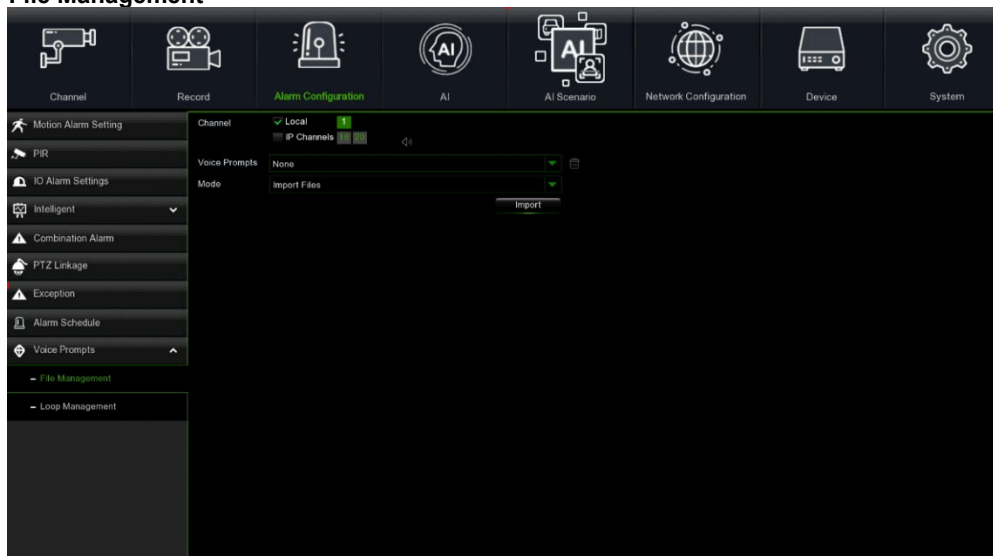 File Management
Channel Record Alarm Configuration AI AI Scenario Network Configuration Device System
Motion Alarm Setting
PIR
IO Alarm Settings
Intelligent
Combination Alarm
PTZ Linkage
Exception
Alarm Schedule
Voice Prompts
File Management
Loop Management
Channel Local 1
IP Channels 18 20
Voice Prompts None
Mode Import Files
Import